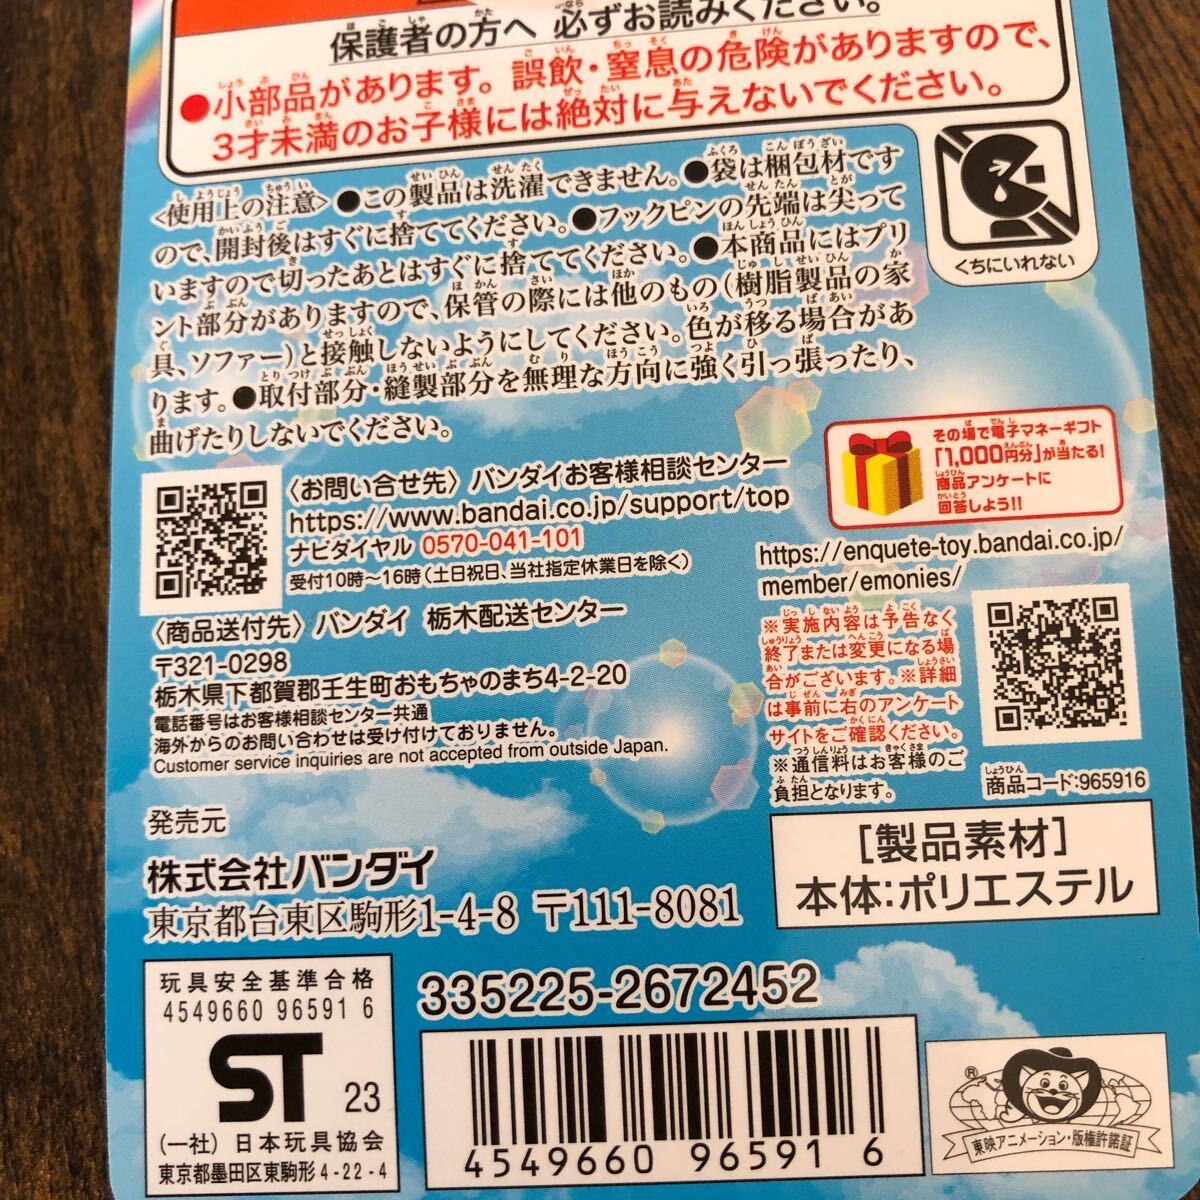 保護者の方へ 必ずお読みください。
●小部品があります。誤飲・窒息の危険がありますので、
3才未満のお子様には絶対に与えないでください。
〈使用上の注意〉●この製品は洗濯できません。●袋は梱包材です
ので、開封後はすぐに捨ててください。●フックピンの先端は尖って
いますので切ったあとはすぐに捨ててください。●本商品にはプリ
ント部分がありますので、保管の際には他のもの(樹脂製品の家
具、ソファー)と接触しないようにしてください。色が移る場合があ
ります。●取付部分・縫製部分を無理な方向に強く引っ張ったり、
曲げたりしないでください。
くちにいれない
その場で電子マネーギフト
「1,000円分」が当たる!
商品アンケートに
回答しよう!!
〈お問い合せ先〉バンダイお客様相談センター
https://www.bandai.co.jp/support/top
ナビダイヤル 0570-041-101
受付10時〜16時(土日祝日、当社指定休業日を除く)
〈商品送付先〉バンダイ 栃木配送センター
〒321-0298
栃木県下都賀郡壬生町おもちゃのまち4-2-20
電話番号はお客様相談センター共通
海外からのお問い合わせは受け付けておりません。
Customer service inquiries are not accepted from outside Japan.
https://enquete-toy.bandai.co.jp/
member/emonies/
※実施内容は予告なく
終了または変更になる場
合がございます。※詳細
は事前に右のアンケート
サイトをご確認ください。
※通信料はお客様のご
負担となります。
商品コード:965916
発売元
株式会社バンダイ
東京都台東区駒形1-4-8 〒111-8081
[製品素材]
本体:ポリエステル
玩具安全基準合格
4549660 96591 6
ST 23
(一社) 日本玩具協会
東京都墨田区東駒形4-22-4
335225-2672452
4549660 965916
®
東映アニメーション・版権許諾証